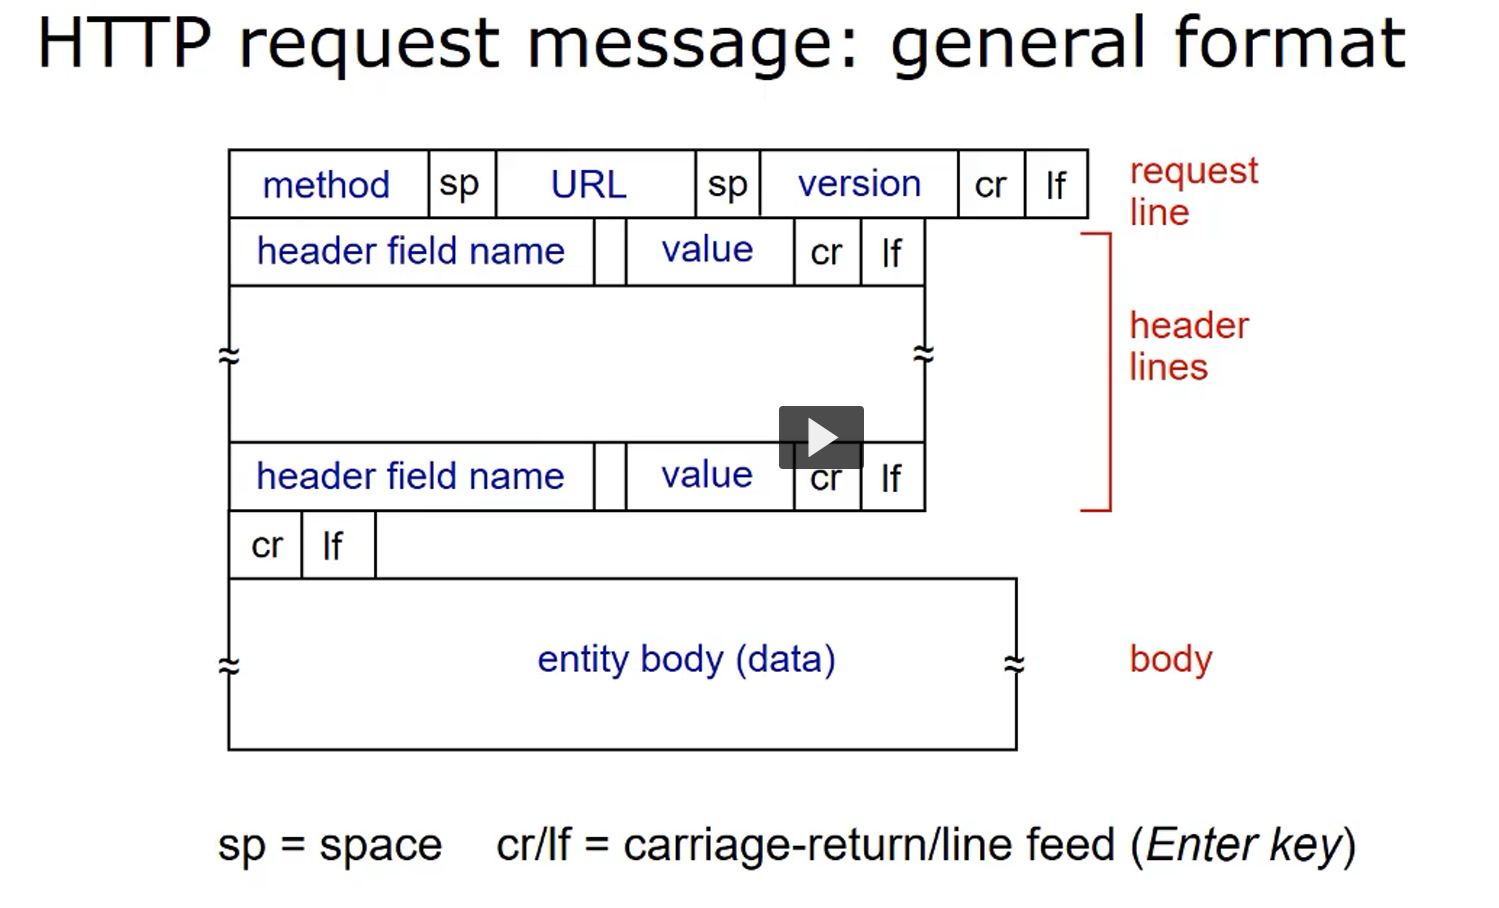 HTTP request message: general format
method sp URL sp version cr lf
request
line
header field name value cr lf
header
lines
header field name value cr lf
cr lf
entity body (data)
body
sp = space cr/lf = carriage-return/line feed (Enter key)